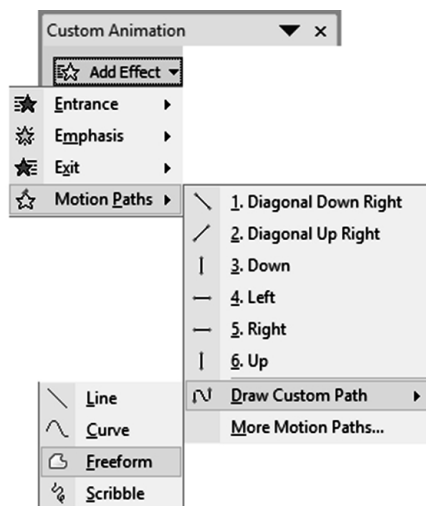 Custom Animation
Add Effect
Entrance
Emphasis
Exit
Motion Paths
1. Diagonal Down Right
2. Diagonal Up Right
3. Down
4. Left
5. Right
6. Up
Draw Custom Path
More Motion Paths...
Line
Curve
Freeform
Scribble